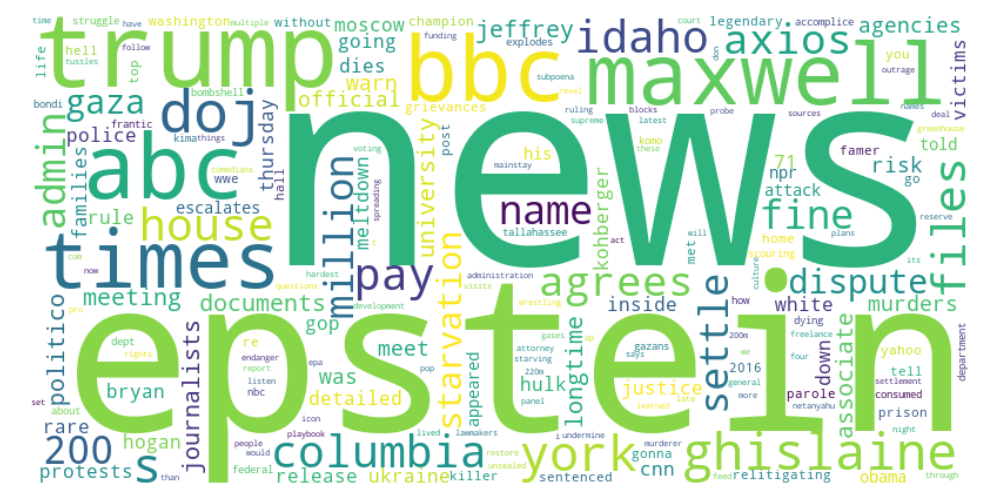 time
struggle
have
washington
multiple
without
moscow
champion
jeffrey
legendary
accomplice
court
agencies
idaho
axios
trump
bbc
maxwell
going
explodes
don
you
outrage
life
tussles
hell
follow
top
dies
warn
official
funding
subpoena
novel
victims
bondi
bombshell
gaza
doj
grievances
ruling
blocks
sources
names
deal
supreme
latest
probe
greenhouse
police
frantic
kima
things
thursday
voting
post
komo
these
news
told
admin
families
abc
comedians
wwe
hall
spreading
meltdown
university
his
mainstay
71
npr
famer
risk
go
attack
rule
escalates
million
name
kohberger
fine
files
house
tallahassee
met
act
will
home
scouring
plans
reserve
com
t
times
now
hardest
pay
administration
visits
agrees
culture
dispute
its
pro
questions
development
wrestling
meeting
documents
inside
settle
how
white
murders
politico
gop
starvation
epstein
200m
dying
freelance
department
dept
re
was
meet
gases
attorney
op
longtime
gazans
we
four
down
associate
yahoo
rights
endanger
report
epa
starving
says
justice
2016
tell
bryan
listen
nbc
detailed
pop
appeared
220m
hulk
general
parole
settlement
consumed
netanyahu
set
about
journalists
icon
panel
learned
late
more
prison
rare
playbook
lived
lawmakers
i
undermine
murderer
night
200
hogan
s
people
would
columbia
restore
york
gonna
cnn
ghislaine
obama
protests
than
federal
release
ukraine
killer
unsealed
sentenced
feed
relitigating
through